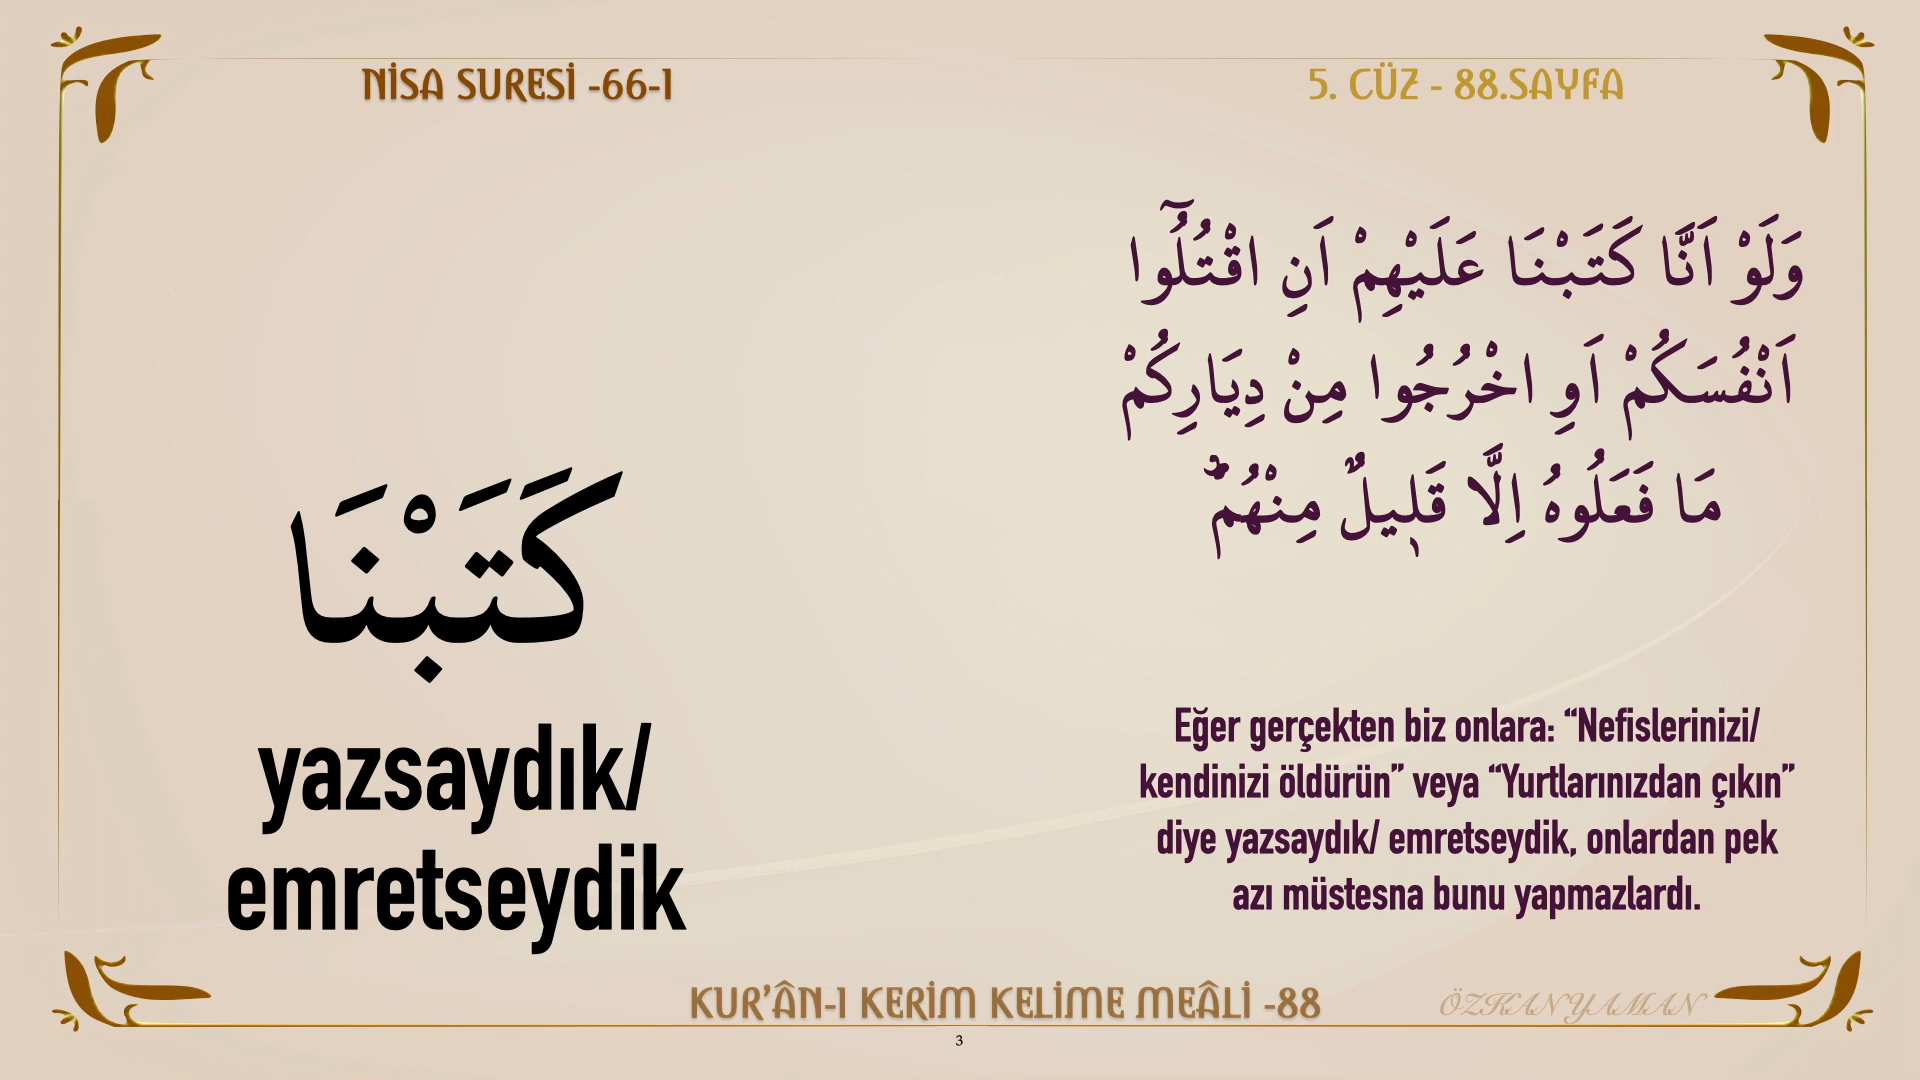 NİSA SURESİ -66-1
5. CÜZ - 88.SAYFA
وَلَوْ اَنَّا كَتَبْنَا عَلَيْهِمْ اَنِ اقْتُلُٓوا
اَنْفُسَكُمْ اَوِ اخْرُجُوا مِنْ دِيَارِكُمْ
مَا فَعَلُوهُ اِلَّا قَل۪يلٌ مِنْهُمْۜ
كَتَبْنَا
yazsaydık/
emretseydik
Eğer gerçekten biz onlara: “Nefislerinizi/
kendinizi öldürün” veya “Yurtlarınızdan çıkın”
diye yazsaydık/ emretseydik, onlardan pek
azı müstesna bunu yapmazlardı.
KUR’ÂN-I KERİM KELİME MEÂLİ -88
ÖZKAN YAMAN
3